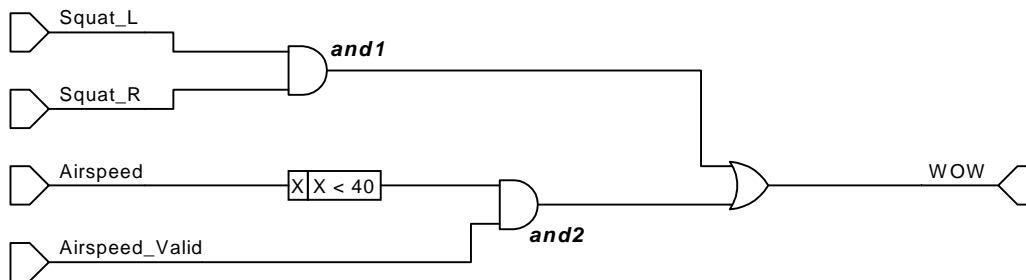 Squat_L
and1
Squat_R
Airspeed
X X < 40
WOW
and2
Airspeed_Valid